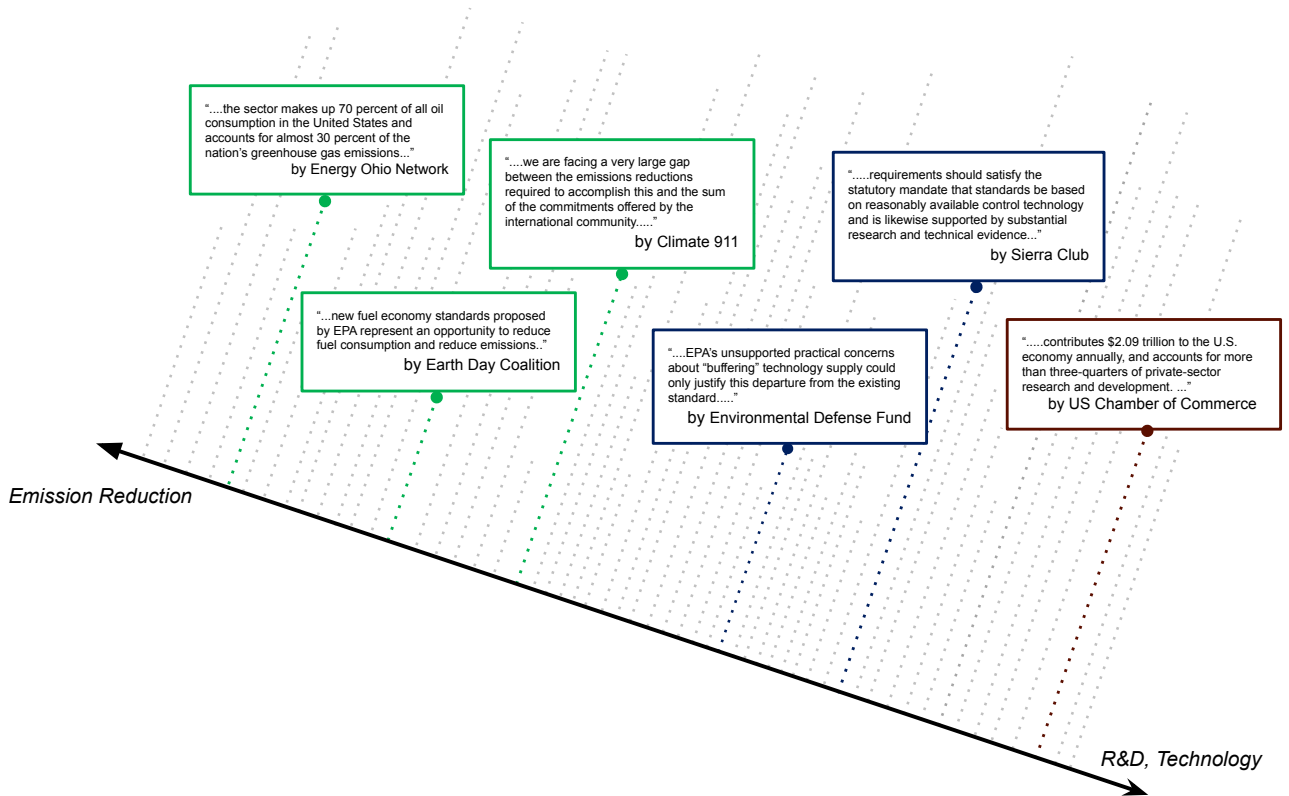 “....the sector makes up 70 percent of all oil
consumption in the United States and
accounts for almost 30 percent of the
nation’s greenhouse gas emissions...”
by Energy Ohio Network
“....we are facing a very large gap
between the emissions reductions
required to accomplish this and the sum
of the commitments offered by the
international community.....”
by Climate 911
“.....requirements should satisfy the
statutory mandate that standards be based
on reasonably available control technology
and is likewise supported by substantial
research and technical evidence...”
by Sierra Club
“...new fuel economy standards proposed
by EPA represent an opportunity to reduce
fuel consumption and reduce emissions..”
by Earth Day Coalition
“....EPA’s unsupported practical concerns
about “buffering” technology supply could
only justify this departure from the existing
standard.....”
by Environmental Defense Fund
“.....contributes $2.09 trillion to the U.S.
economy annually, and accounts for more
than three-quarters of private-sector
research and development. ...”
by US Chamber of Commerce
Emission Reduction
R&D, Technology